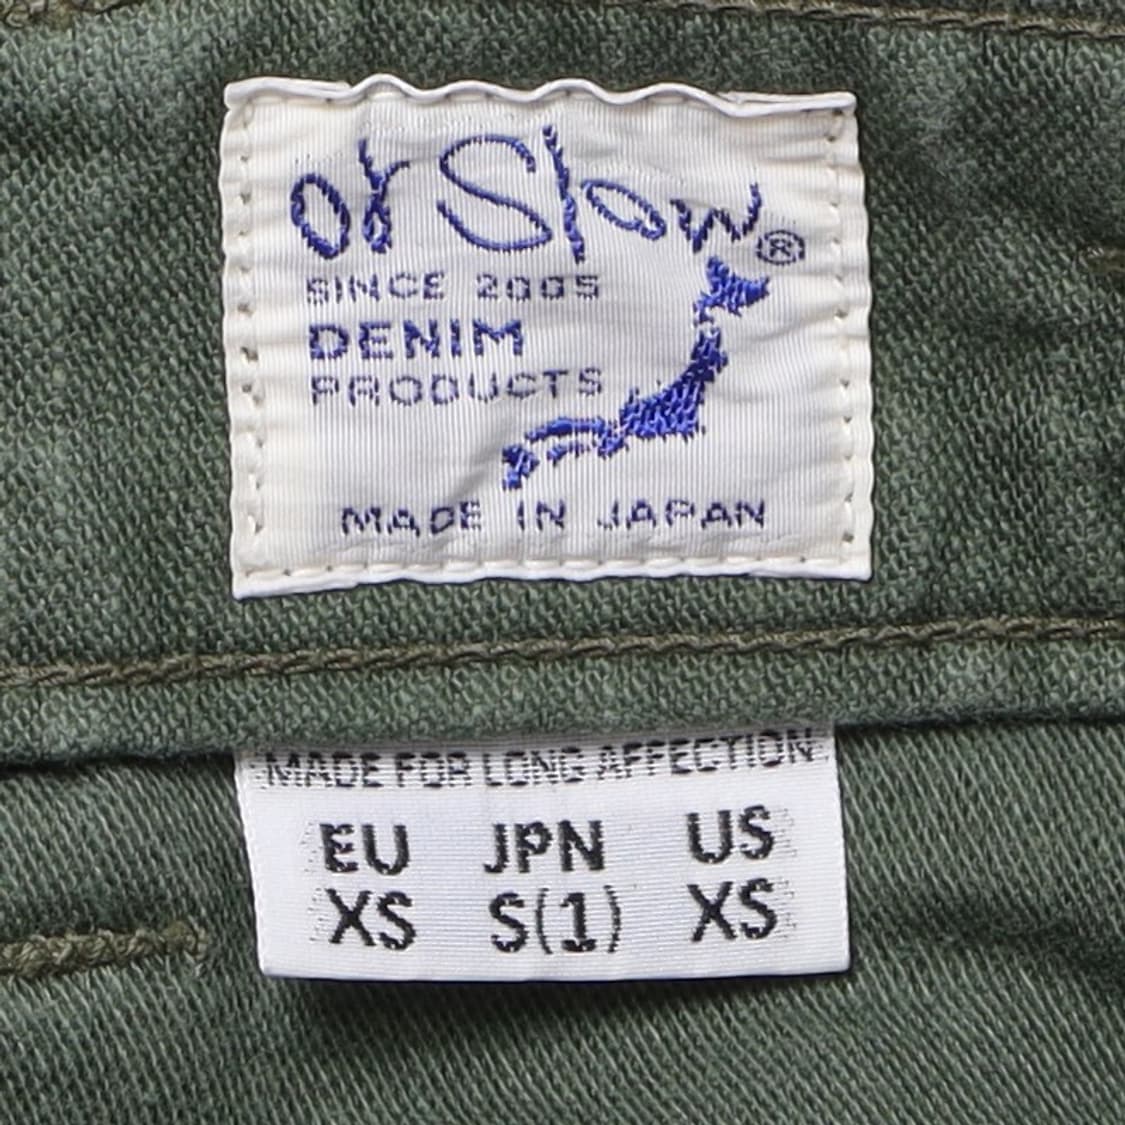 or Slow®
SINCE 2005
DENIM
PRODUCTS
MADE IN JAPAN
MADE FOR LONG AFFECTION
EU JPN US
XS S(1) XS